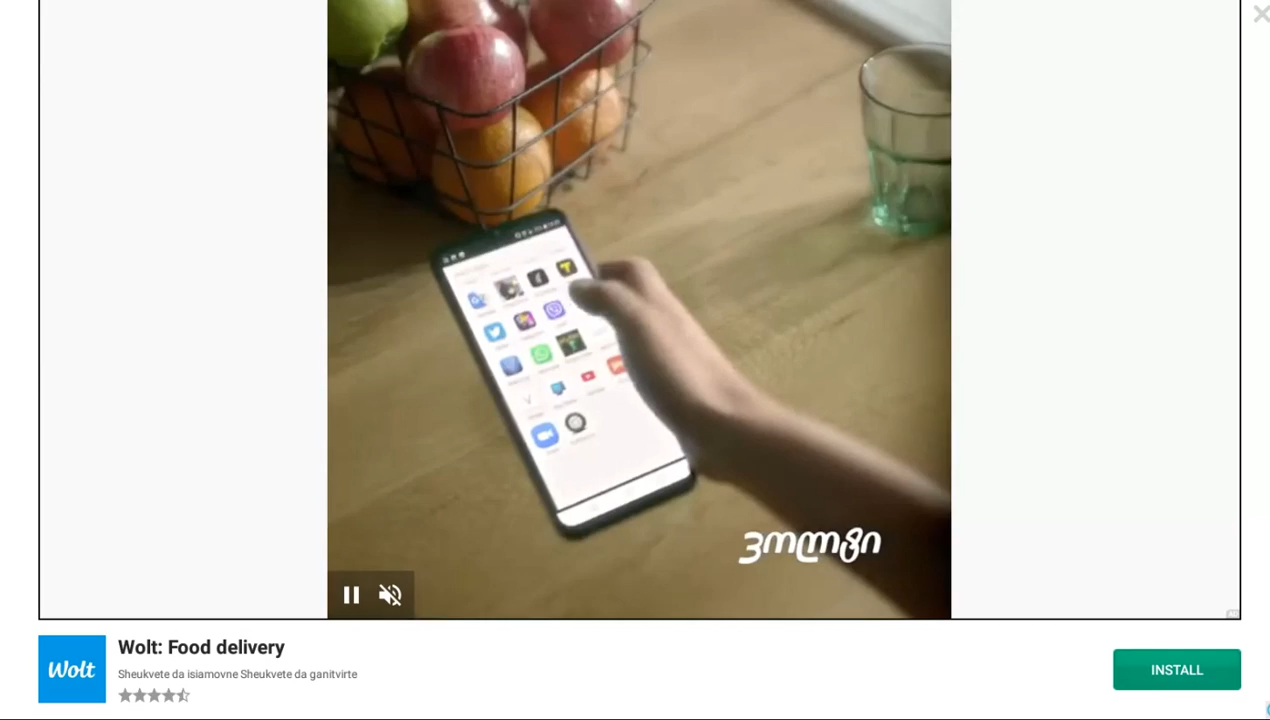 ვოლტი
Wolt
Wolt: Food delivery
Sheukvete da isiamovne Sheukvete da ganitvirte
INSTALL